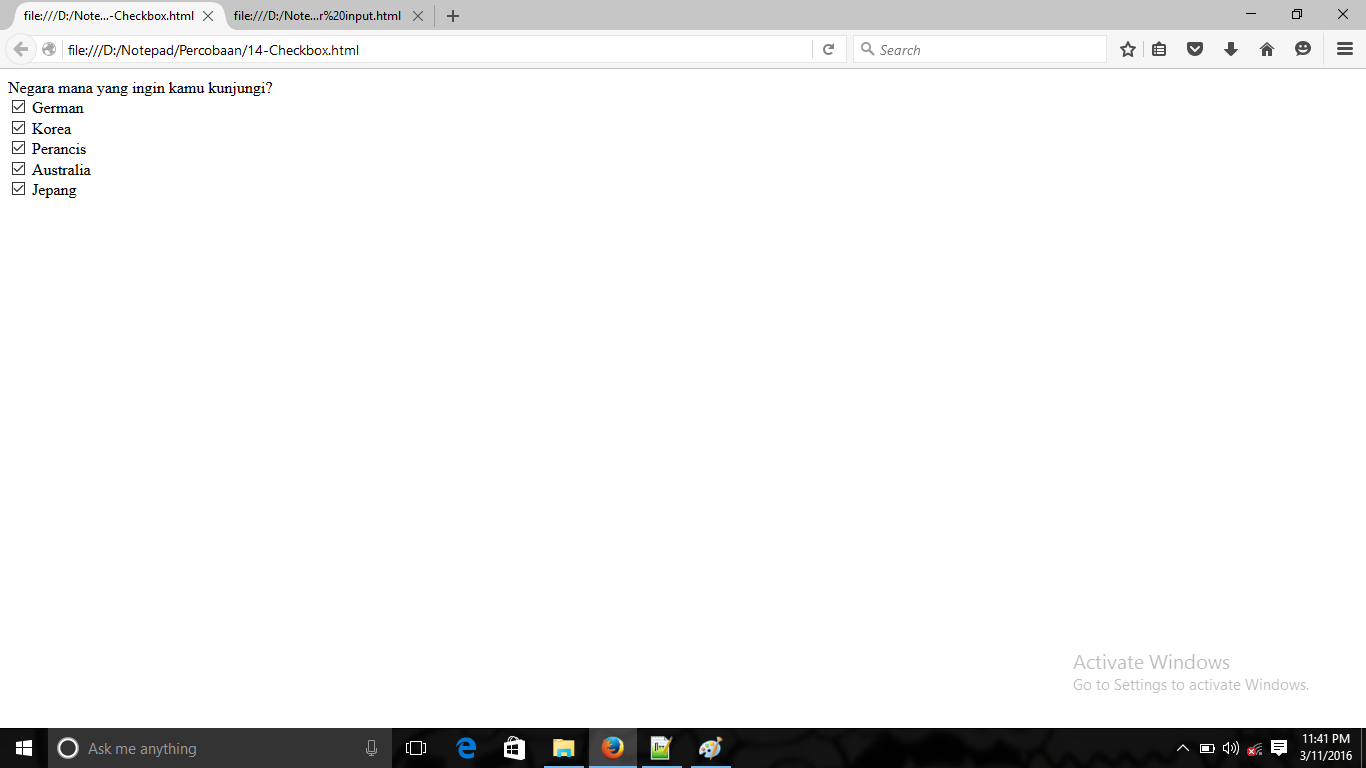 file:///D:/Note...-Checkbox.html
file:///D:/Note...r%20input.html
file:///D:/Notepad/Percobaan/14-Checkbox.html
Search
Negara mana yang ingin kamu kunjungi?
German
Korea
Perancis
Australia
Jepang
Activate Windows
Go to Settings to activate Windows.
Ask me anything
11:41 PM
3/11/2016